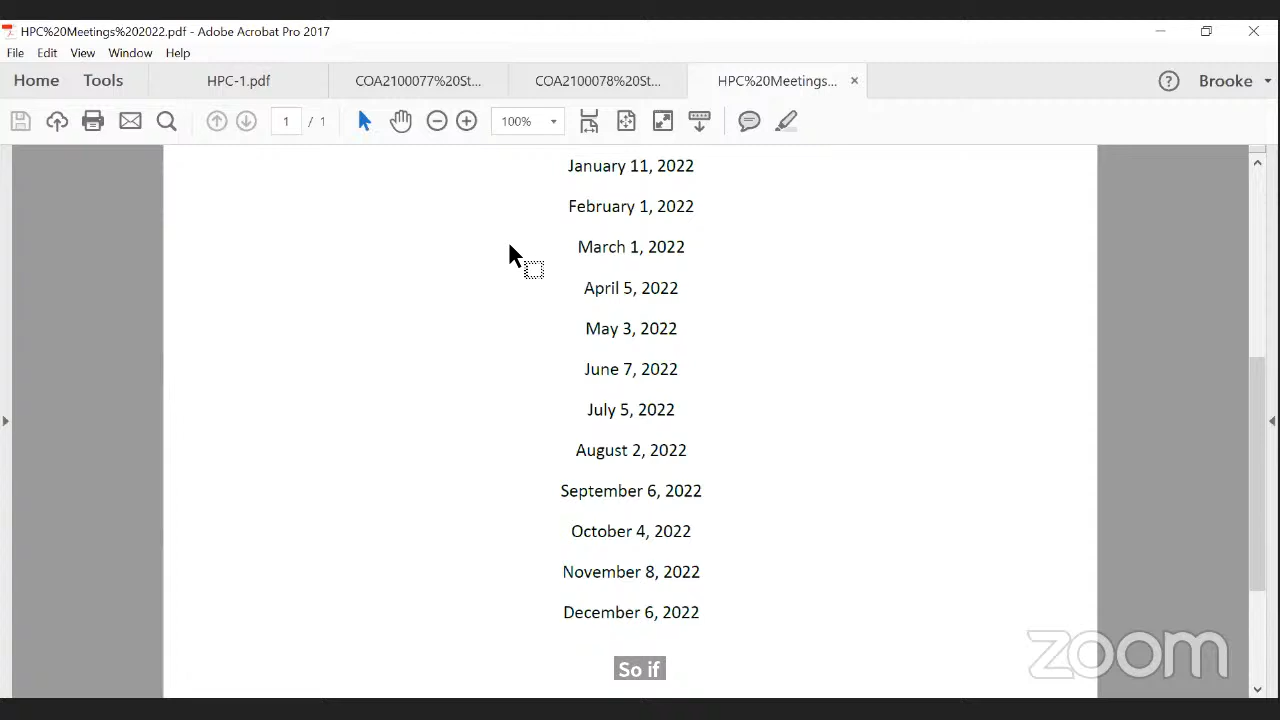 HPC%20Meetings%202022.pdf - Adobe Acrobat Pro 2017
File Edit View Window Help
Home Tools HPC-1.pdf COA2100077%20St... COA2100078%20St... HPC%20Meetings... × ? Brooke
1 / 1 100%
January 11, 2022
February 1, 2022
March 1, 2022
April 5, 2022
May 3, 2022
June 7, 2022
July 5, 2022
August 2, 2022
September 6, 2022
October 4, 2022
November 8, 2022
December 6, 2022
zoom
So if